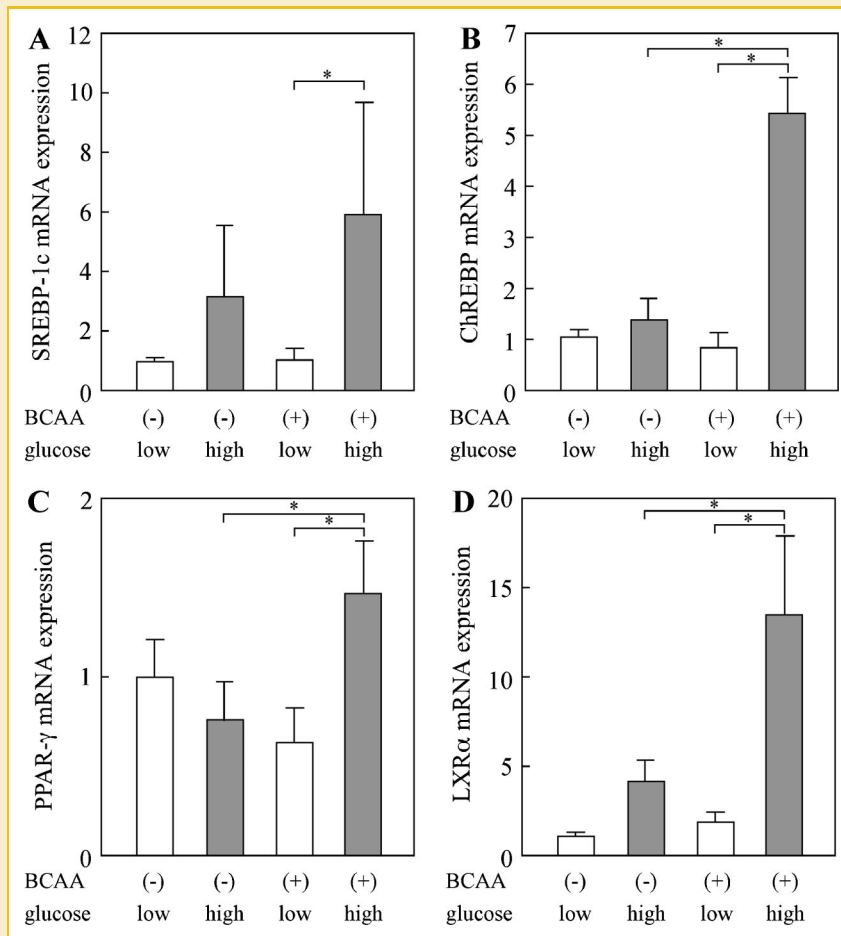 A
SREBP-1c mRNA expression
12
10
8
6
4
2
0
*
BCAA (-) (-) (+) (+)
glucose low high low high
B
ChREBP mRNA expression
7
6
5
4
3
2
1
0
*
*
BCAA (-) (-) (+) (+)
glucose low high low high
C
PPAR-γ mRNA expression
2
1
0
*
*
BCAA (-) (-) (+) (+)
glucose low high low high
D
LXRα mRNA expression
20
15
10
5
0
*
*
BCAA (-) (-) (+) (+)
glucose low high low high